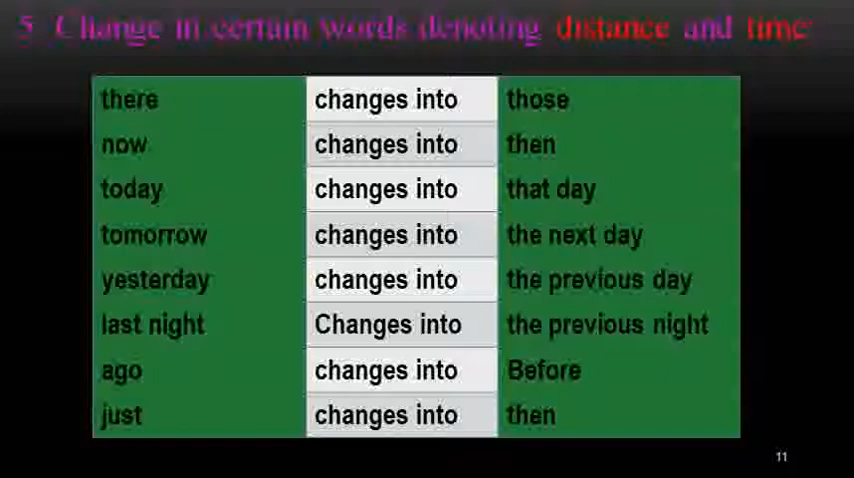 5. Change in certain words denoting distance and time:
there changes into those
now changes into then
today changes into that day
tomorrow changes into the next day
yesterday changes into the previous day
last night Changes into the previous night
ago changes into Before
just changes into then
11